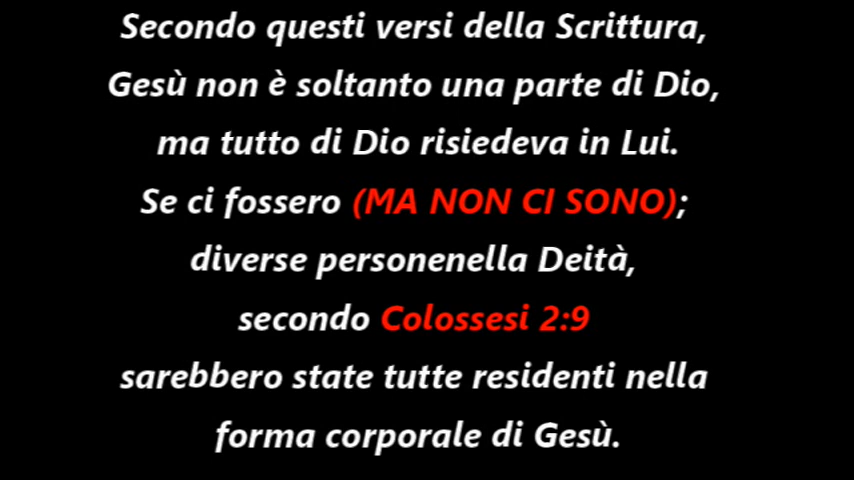 Secondo questi versi della Scrittura,
Gesù non è soltanto una parte di Dio,
ma tutto di Dio risiedeva in Lui.
Se ci fossero (MA NON CI SONO);
diverse personenella Deità,
secondo Colossesi 2:9
sarebbero state tutte residenti nella
forma corporale di Gesù.